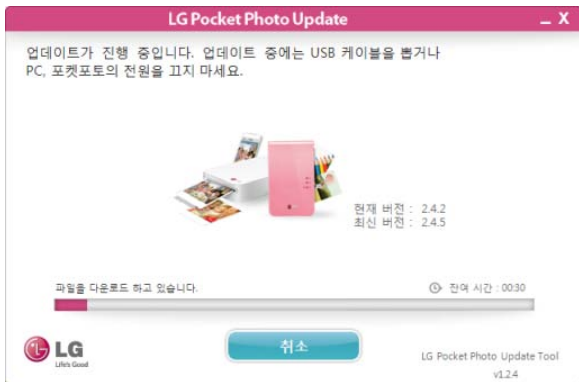 LG Pocket Photo Update
업데이트가 진행 중입니다. 업데이트 중에는 USB 케이블을 뽑거나
PC, 포켓포토의 전원을 끄지 마세요.
현재 버전 : 2.4.2
최신 버전 : 2.4.5
파일을 다운로드 하고 있습니다.
잔여 시간 : 00:30
LG
Life's Good
취소
LG Pocket Photo Update Tool
v1.2.4